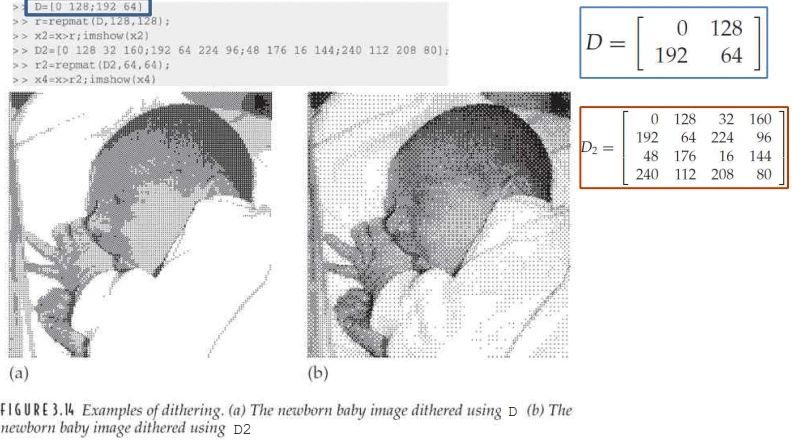 >> D=[0 128;192 64]
>> r=repmat(D,128,128);
>> x2=x>r;imshow(x2)
>> D2=[0 128 32 160;192 64 224 96;48 176 16 144;240 112 208 80];
>> r2=repmat(D2,64,64);
>> x4=x>r2;imshow(x4)
D = [ 0 128
192 64 ]
D₂ = [ 0 128 32 160
192 64 224 96
48 176 16 144
240 112 208 80 ]
(a) (b)
FIGURE 3.14 Examples of dithering. (a) The newborn baby image dithered using D (b) The
newborn baby image dithered using D2